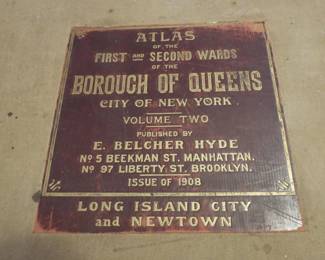 ATLAS
OF THE
FIRST AND SECOND WARDS
OF THE
BOROUGH OF QUEENS
CITY OF NEW YORK
VOLUME TWO
PUBLISHED BY
E. BELCHER HYDE
No 5 BEEKMAN ST. MANHATTAN.
No 97 LIBERTY ST. BROOKLYN.
ISSUE OF 1908
LONG ISLAND CITY
and NEWTOWN